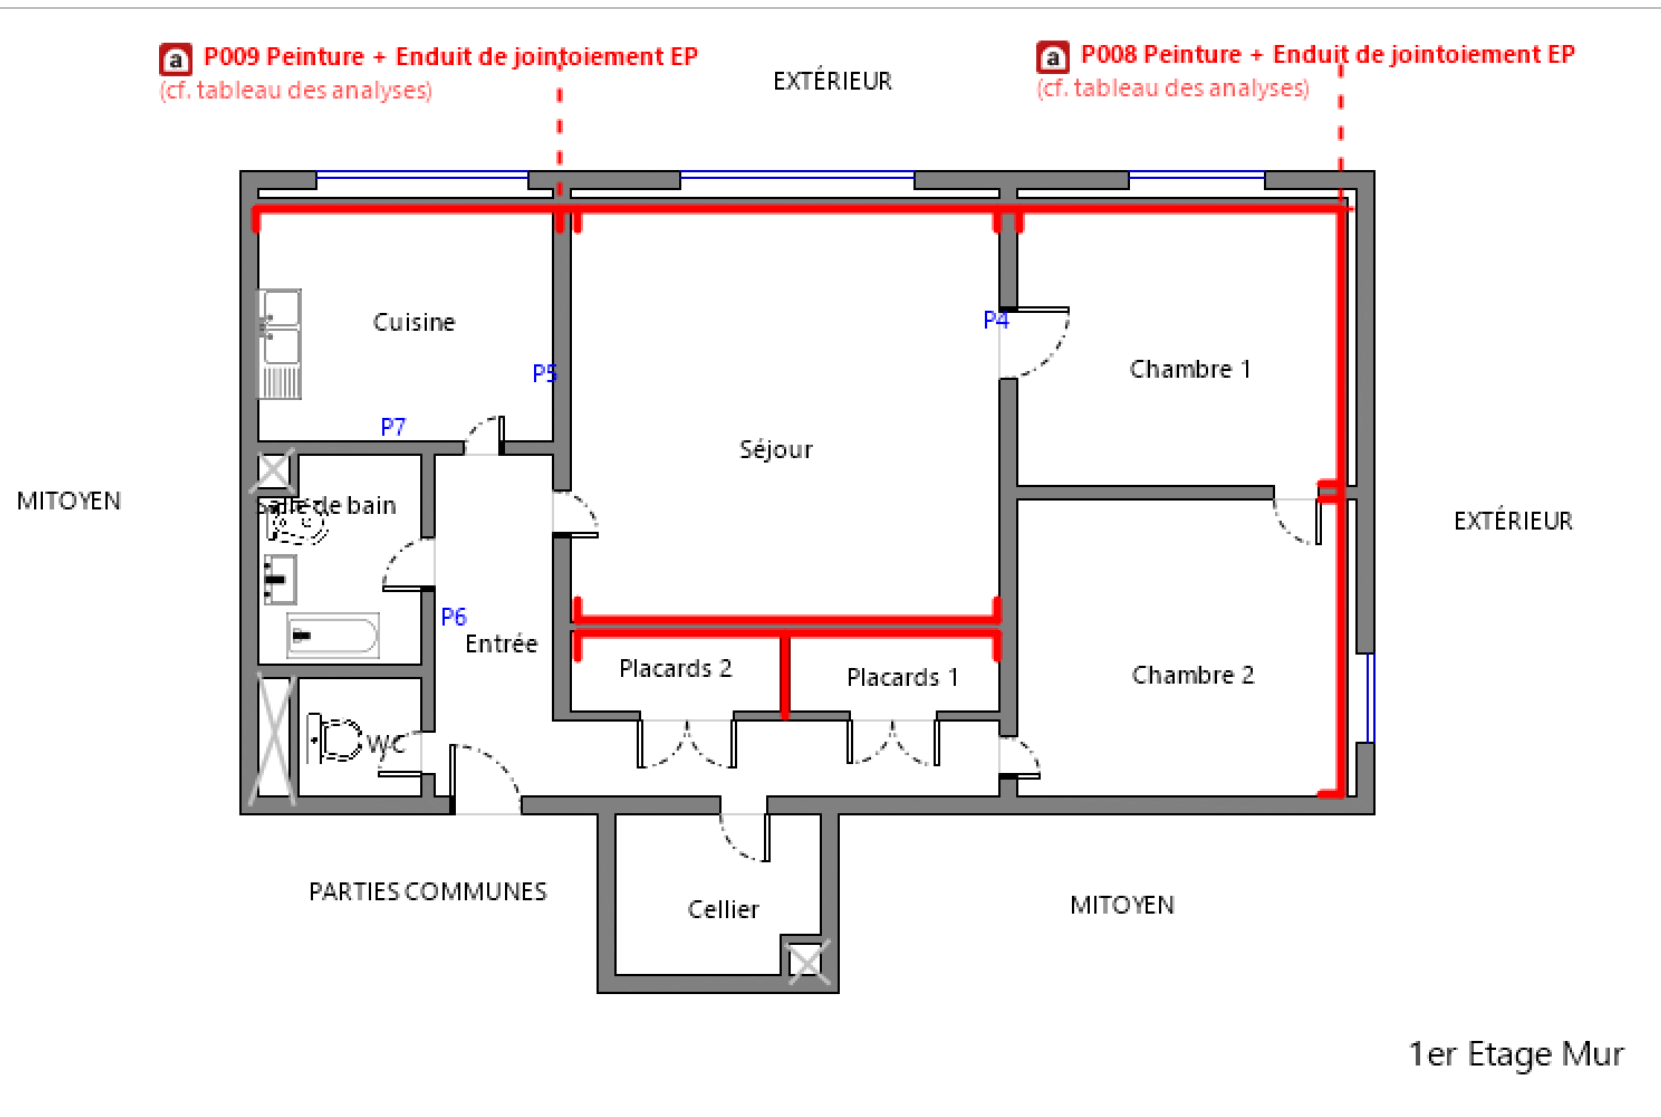 a P009 Peinture + Enduit de jointoiement EP
(cf. tableau des analyses)
a P008 Peinture + Enduit de jointoiement EP
(cf. tableau des analyses)
EXTÉRIEUR
Cuisine
P4
Chambre 1
P5
P7
Séjour
MITOYEN
Salle de bain
EXTÉRIEUR
P6
Entrée
Placards 2
Placards 1
Chambre 2
WC
PARTIES COMMUNES
Cellier
MITOYEN
1er Etage Mur